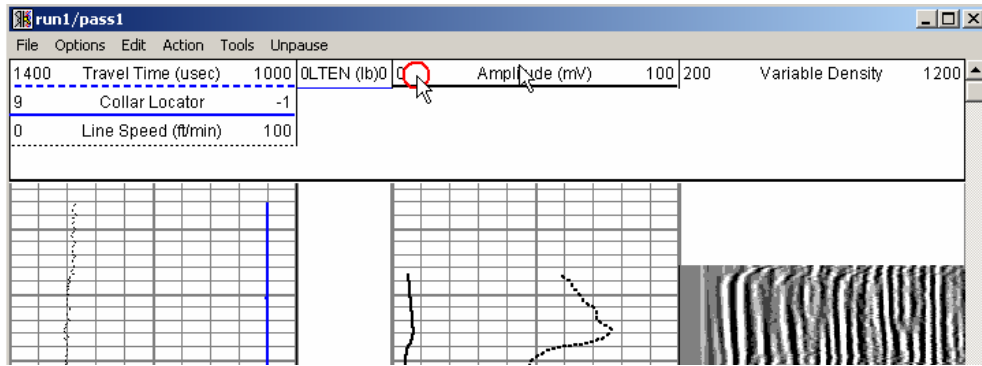 run1/pass1
File Options Edit Action Tools Unpause
1400 Travel Time (usec) 1000 0LTEN (lb)0 0 Amplitude (mV) 100 200 Variable Density 1200
9 Collar Locator -1
0 Line Speed (ft/min) 100